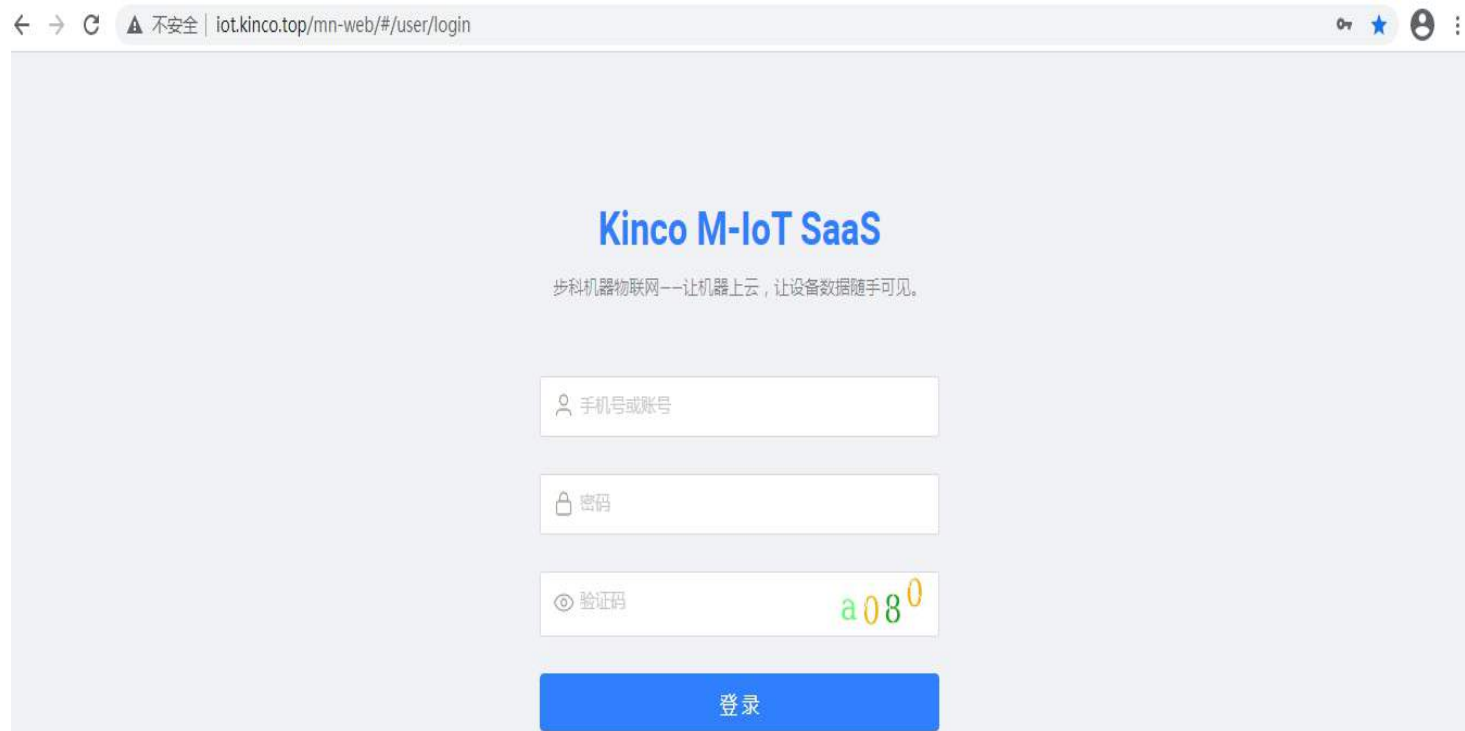 不安全 | iot.kinco.top/mn-web/#/user/login
Kinco M-IoT SaaS
步科机器物联网——让机器上云，让设备数据随手可见。
手机号或账号
密码
验证码 a080
登录